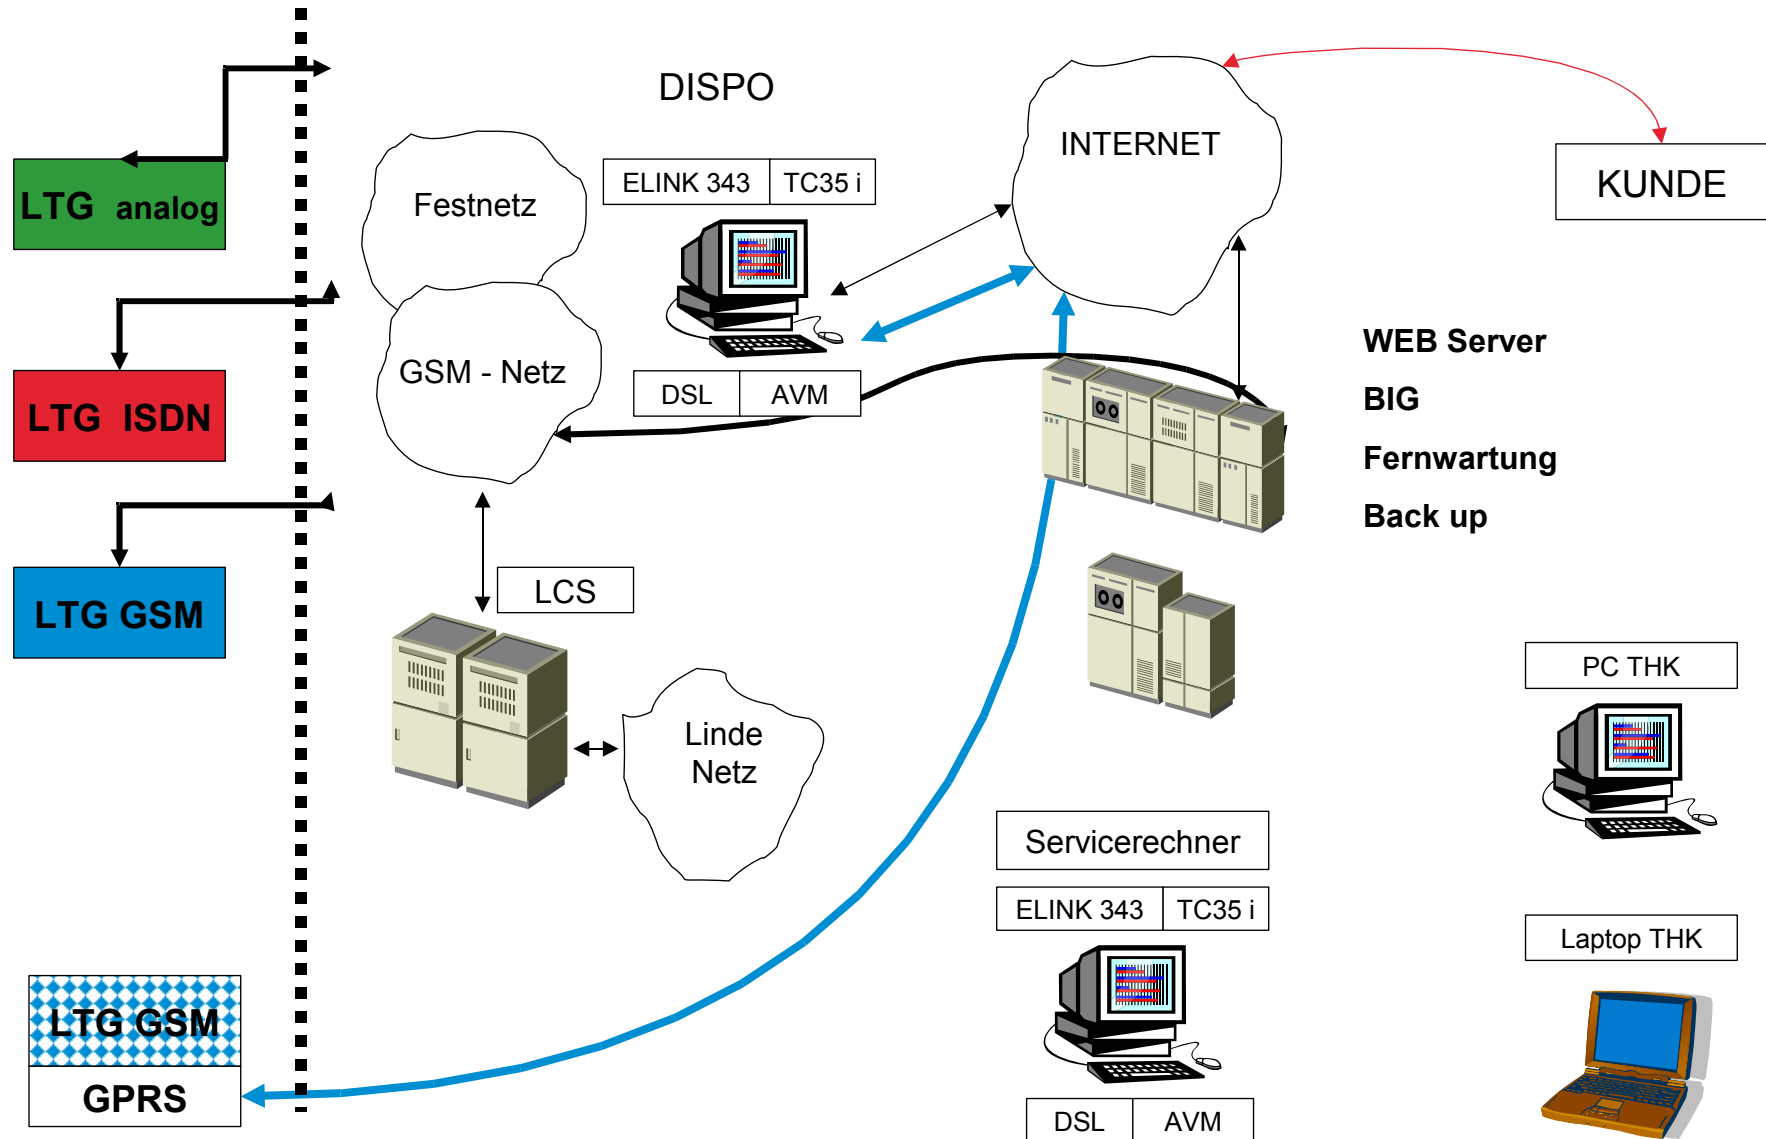 DISPO
INTERNET
KUNDE
LTG analog
Festnetz
ELINK 343 TC35 i
GSM - Netz
DSL AVM
LTG ISDN
WEB Server
BIG
Fernwartung
Back up
LTG GSM
LCS
Linde
Netz
PC THK
Servicerechner
ELINK 343 TC35 i
Laptop THK
LTG GSM
GPRS
DSL AVM